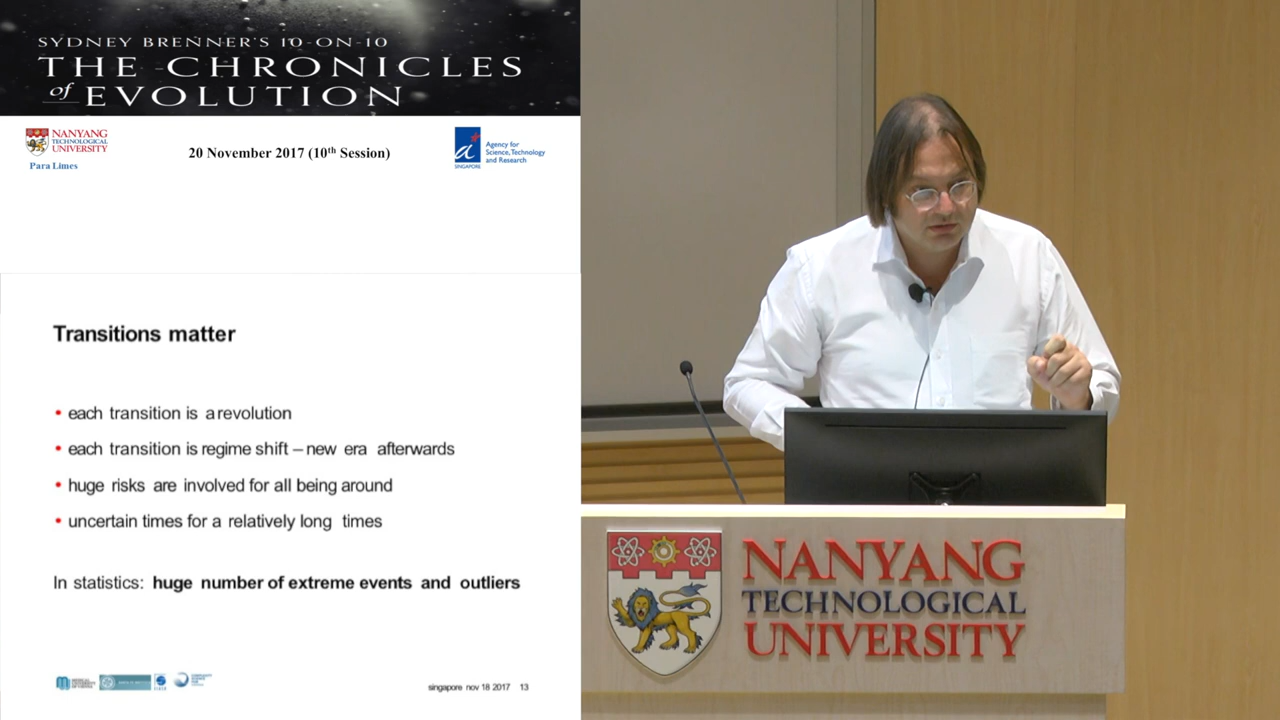 SYDNEY BRENNER'S 10-ON-10
THE CHRONICLES
of EVOLUTION
NANYANG
TECHNOLOGICAL
UNIVERSITY
Para Limes
20 November 2017 (10th Session)
SINGAPORE
Agency for
Science, Technology
and Research
Transitions matter
• each transition is a revolution
• each transition is regime shift – new era afterwards
• huge risks are involved for all being around
• uncertain times for a relatively long times
In statistics: huge number of extreme events and outliers
singapore nov 18 2017 13
NANYANG
TECHNOLOGICAL
UNIVERSITY